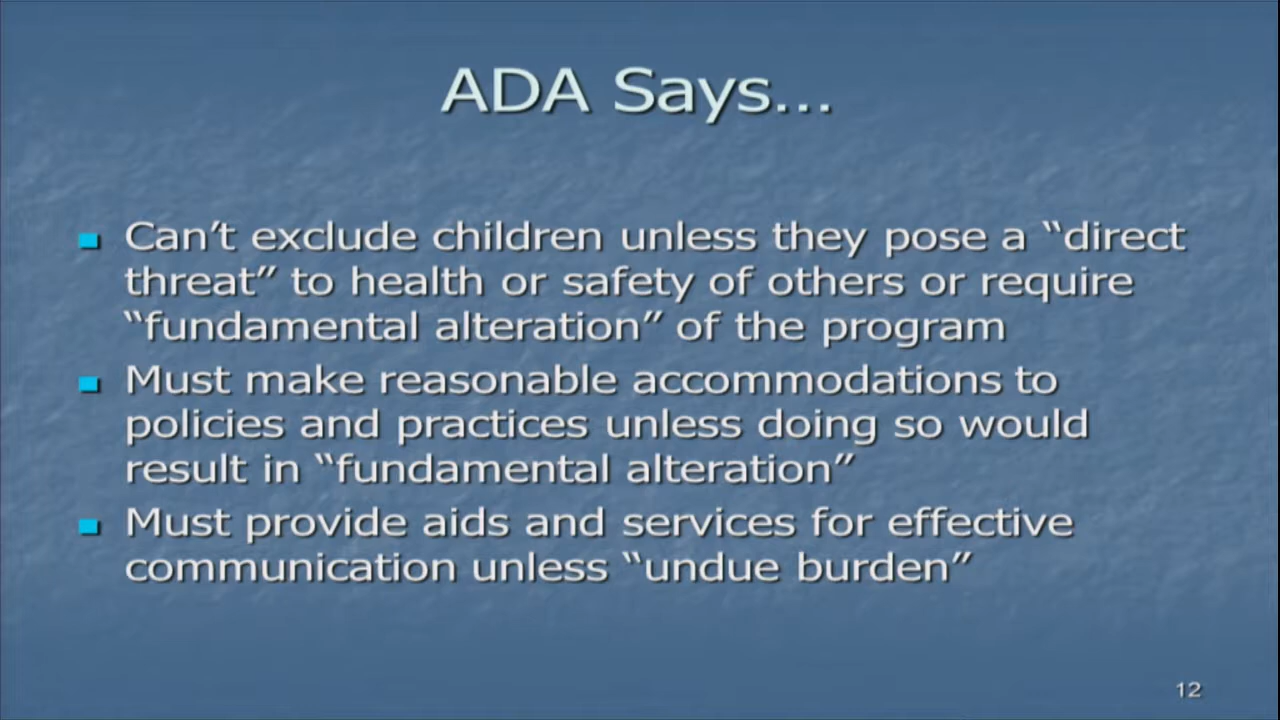 ADA Says...
Can't exclude children unless they pose a “direct
threat” to health or safety of others or require
“fundamental alteration” of the program
Must make reasonable accommodations to
policies and practices unless doing so would
result in “fundamental alteration”
Must provide aids and services for effective
communication unless “undue burden”
12